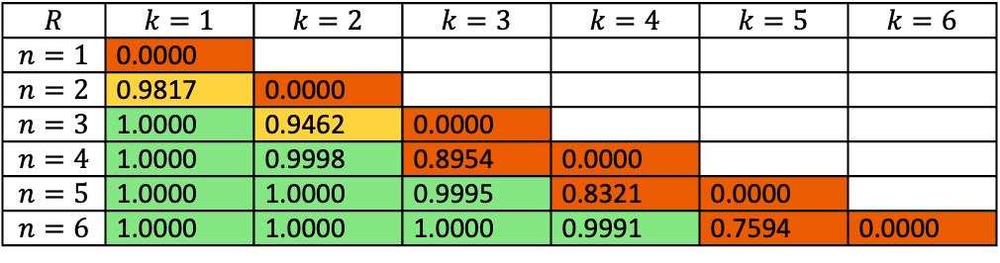 R k = 1 k = 2 k = 3 k = 4 k = 5 k = 6
n = 1 0.0000
n = 2 0.9817 0.0000
n = 3 1.0000 0.9462 0.0000
n = 4 1.0000 0.9998 0.8954 0.0000
n = 5 1.0000 1.0000 0.9995 0.8321 0.0000
n = 6 1.0000 1.0000 1.0000 0.9991 0.7594 0.0000